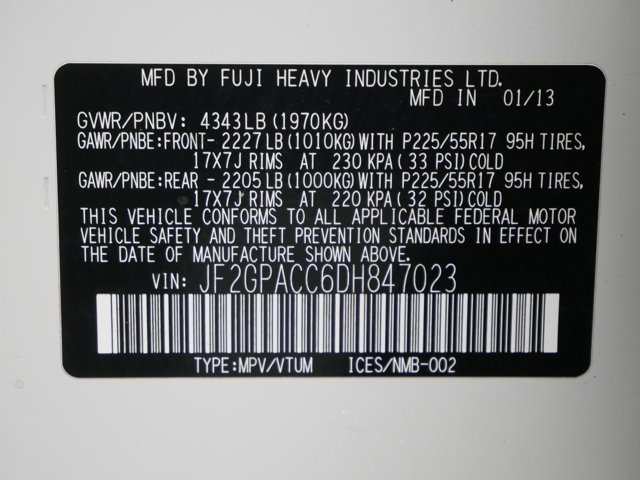 MFD BY FUJI HEAVY INDUSTRIES LTD.
MFD IN 01/13
GVWR/PNBV: 4343LB(1970KG)
GAWR/PNBE:FRONT- 2227LB(1010KG)WITH P225/55R17 95H TIRES,
17X7J RIMS AT 230 KPA( 33 PSI)COLD
GAWR/PNBE:REAR - 2205LB(1000KG)WITH P225/55R17 95H TIRES,
17X7J RIMS AT 220 KPA( 32 PSI)COLD
THIS VEHICLE CONFORMS TO ALL APPLICABLE FEDERAL MOTOR
VEHICLE SAFETY AND THEFT PREVENTION STANDARDS IN EFFECT ON
THE DATE OF MANUFACTURE SHOWN ABOVE.
VIN: JF2GPACC6DH847023
TYPE:MPV/VTUM ICES/NMB-002